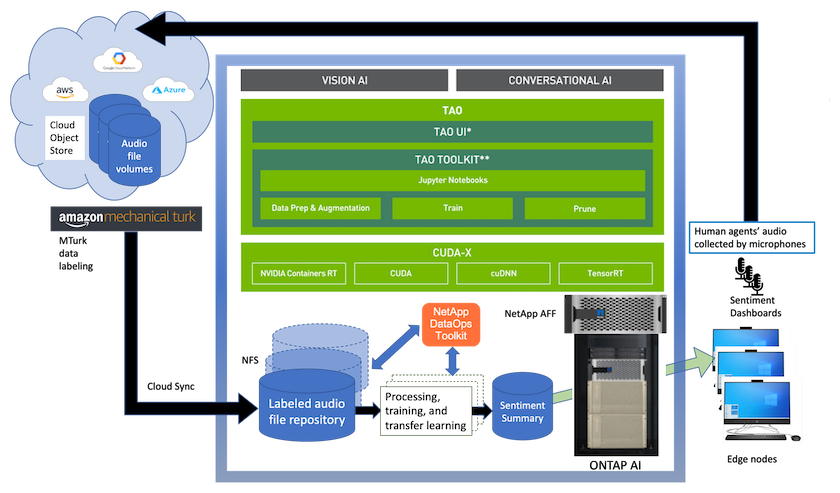 Google Cloud Platform
aws
Azure
Cloud
Object
Store
Audio
file
volumes
amazon mechanical turk
MTurk
data
labeling
Cloud Sync
VISION AI
CONVERSATIONAL AI
TAO
TAO UI*
TAO TOOLKIT**
Jupyter Notebooks
Data Prep & Augmentation
Train
Prune
CUDA-X
NVIDIA Containers RT
CUDA
cuDNN
TensorRT
NetApp
DataOps
Toolkit
NetApp AFF
NFS
Labeled audio
file repository
Processing,
training, and
transfer learning
Sentiment
Summary
ONTAP AI
Human agents’ audio
collected by microphones
Sentiment
Dashboards
Edge nodes